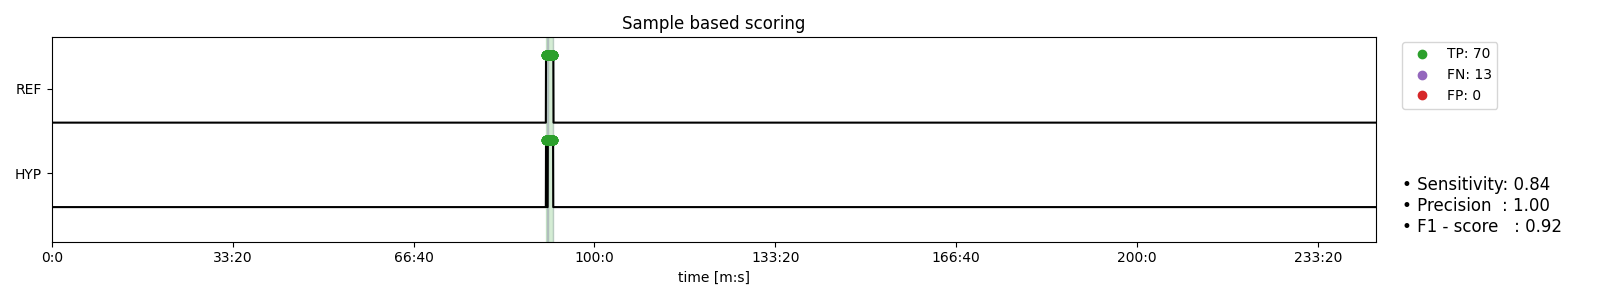 Sample based scoring
REF
HYP
0:0 33:20 66:40 100:0 133:20 166:40 200:0 233:20
time [m:s]
TP: 70
FN: 13
FP: 0
• Sensitivity: 0.84
• Precision : 1.00
• F1 - score : 0.92